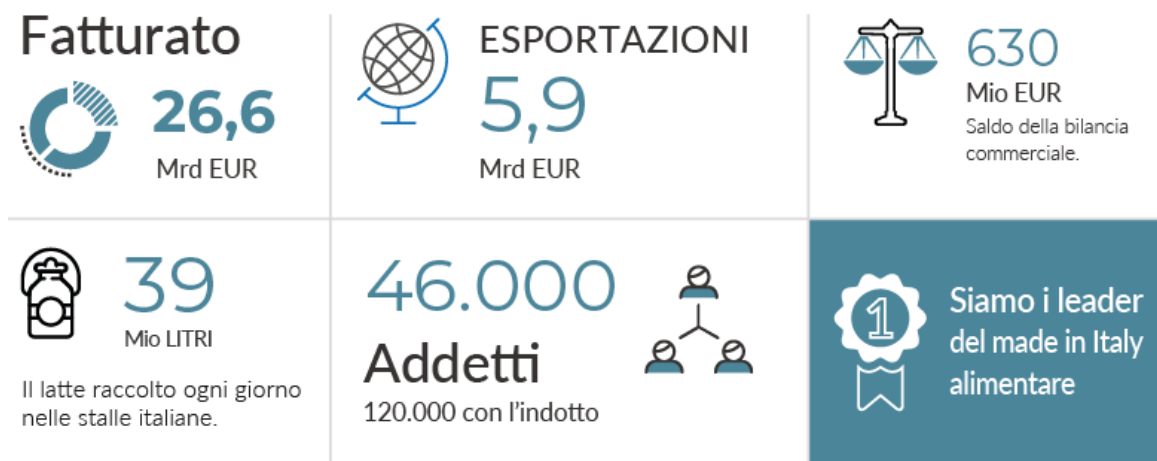 Fatturato
26,6
Mrd EUR
ESPORTAZIONI
5,9
Mrd EUR
630
Mio EUR
Saldo della bilancia
commerciale.
39
Mio LITRI
Il latte raccolto ogni giorno
nelle stalle italiane.
46.000
Addetti
120.000 con l'indotto
1
Siamo i leader
del made in Italy
alimentare